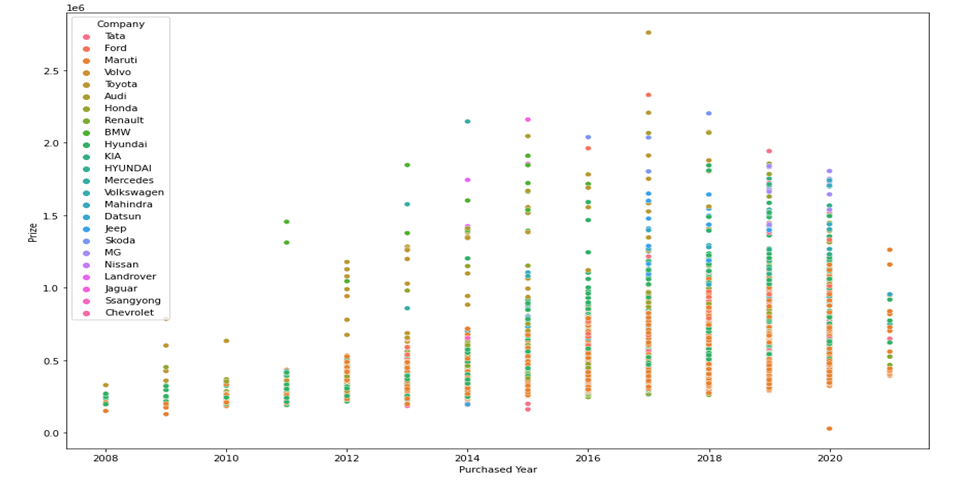 1e6
Company
Tata
Ford
Maruti
Volvo
Toyota
Audi
Honda
Renault
BMW
Hyundai
KIA
HYUNDAI
Mercedes
Volkswagen
Mahindra
Datsun
Jeep
Skoda
MG
Nissan
Landrover
Jaguar
Ssangyong
Chevrolet
2.5
2.0
1.5
1.0
0.5
0.0
Prize
2008 2010 2012 2014 2016 2018 2020
Purchased Year